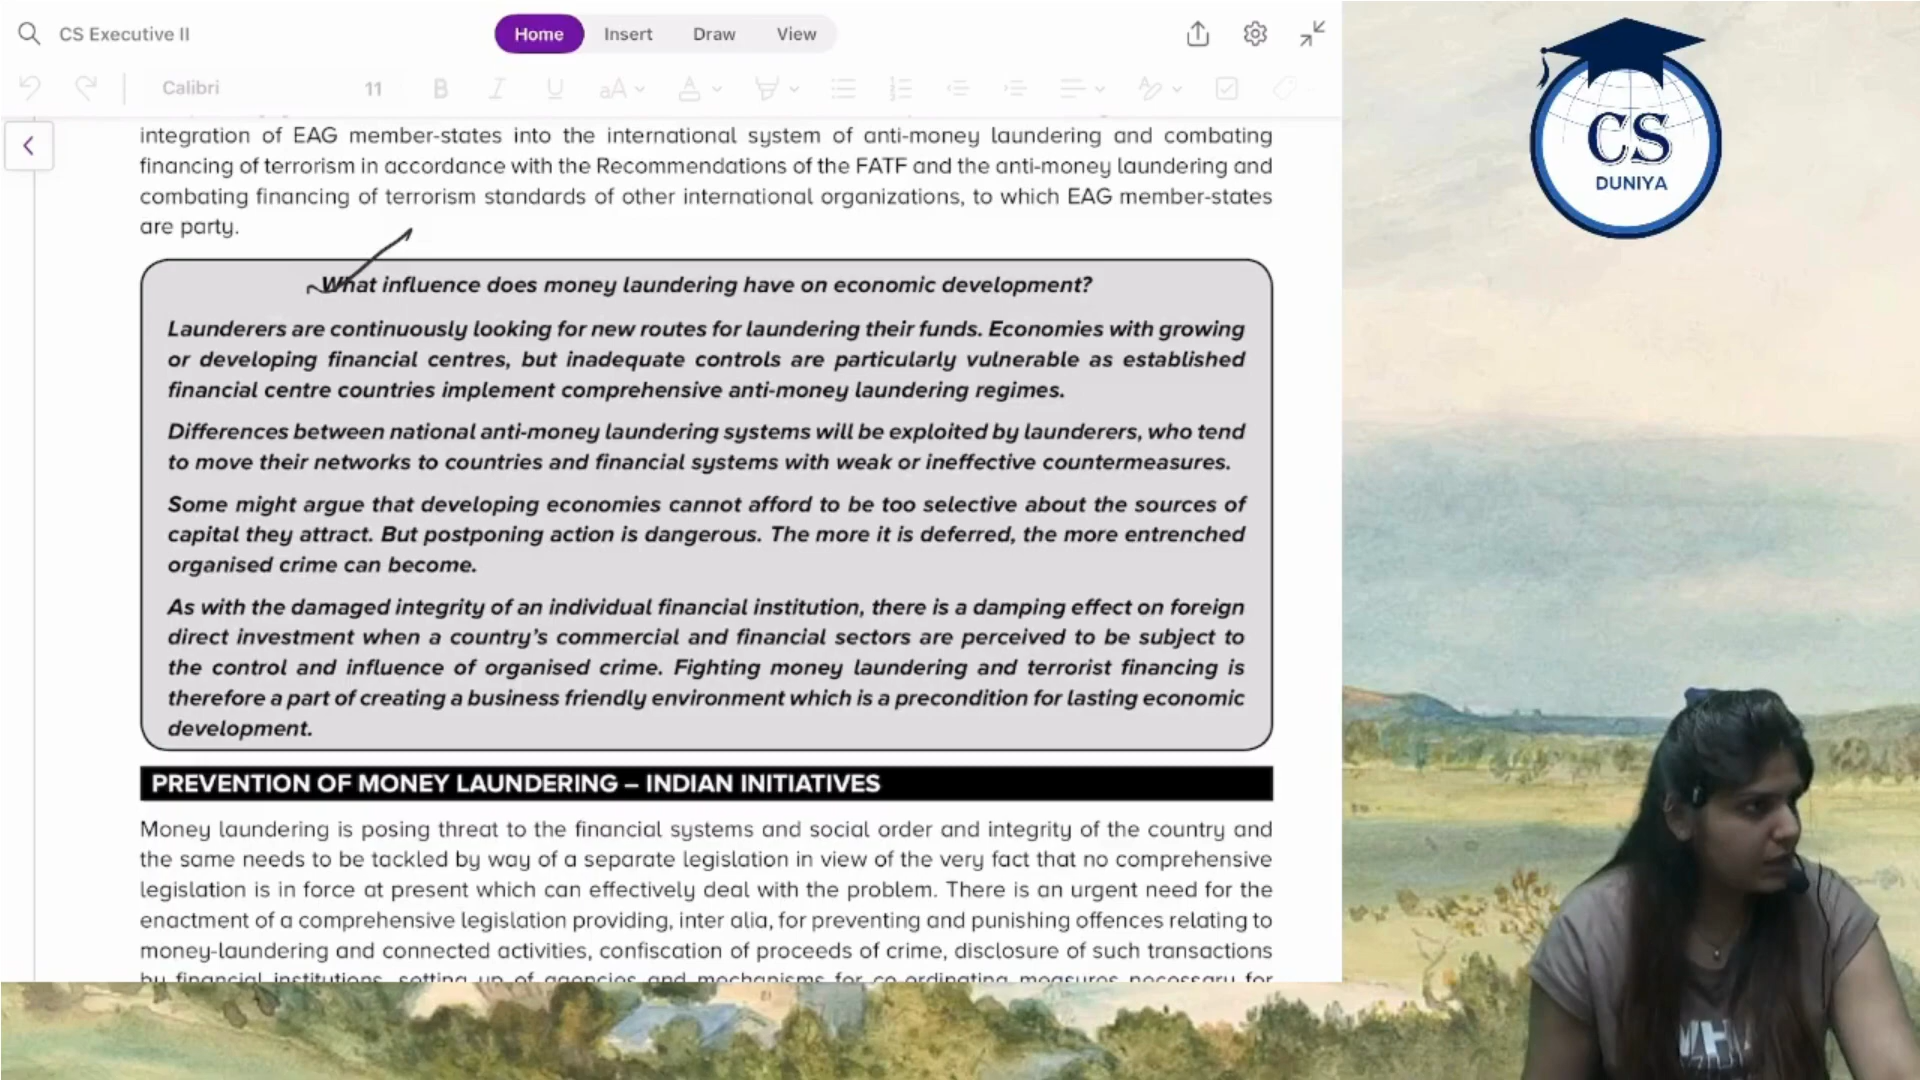 CS Executive II
Home
Insert
Draw
View
Calibri
11
B
I
U
aA
A
integration of EAG member-states into the international system of anti-money laundering and combating
financing of terrorism in accordance with the Recommendations of the FATF and the anti-money laundering and
combating financing of terrorism standards of other international organizations, to which EAG member-states
are party.
What influence does money laundering have on economic development?
Launderers are continuously looking for new routes for laundering their funds. Economies with growing
or developing financial centres, but inadequate controls are particularly vulnerable as established
financial centre countries implement comprehensive anti-money laundering regimes.
Differences between national anti-money laundering systems will be exploited by launderers, who tend
to move their networks to countries and financial systems with weak or ineffective countermeasures.
Some might argue that developing economies cannot afford to be too selective about the sources of
capital they attract. But postponing action is dangerous. The more it is deferred, the more entrenched
organised crime can become.
As with the damaged integrity of an individual financial institution, there is a damping effect on foreign
direct investment when a country's commercial and financial sectors are perceived to be subject to
the control and influence of organised crime. Fighting money laundering and terrorist financing is
therefore a part of creating a business friendly environment which is a precondition for lasting economic
development.
PREVENTION OF MONEY LAUNDERING – INDIAN INITIATIVES
Money laundering is posing threat to the financial systems and social order and integrity of the country and
the same needs to be tackled by way of a separate legislation in view of the very fact that no comprehensive
legislation is in force at present which can effectively deal with the problem. There is an urgent need for the
enactment of a comprehensive legislation providing, inter alia, for preventing and punishing offences relating to
money-laundering and connected activities, confiscation of proceeds of crime, disclosure of such transactions
by financial institutions, setting up of agencies and mechanisms for co-ordinating measures necessary for
CS
DUNIYA